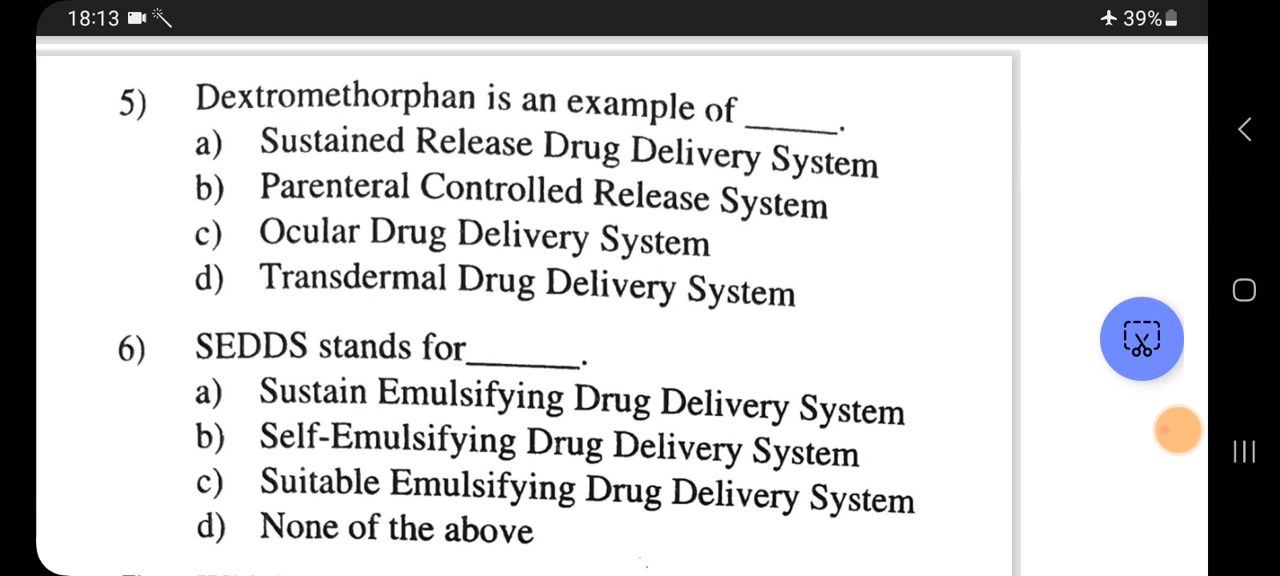 18:13
39%
5) Dextromethorphan is an example of ______.
a) Sustained Release Drug Delivery System
b) Parenteral Controlled Release System
c) Ocular Drug Delivery System
d) Transdermal Drug Delivery System
6) SEDDS stands for_______.
a) Sustain Emulsifying Drug Delivery System
b) Self-Emulsifying Drug Delivery System
c) Suitable Emulsifying Drug Delivery System
d) None of the above